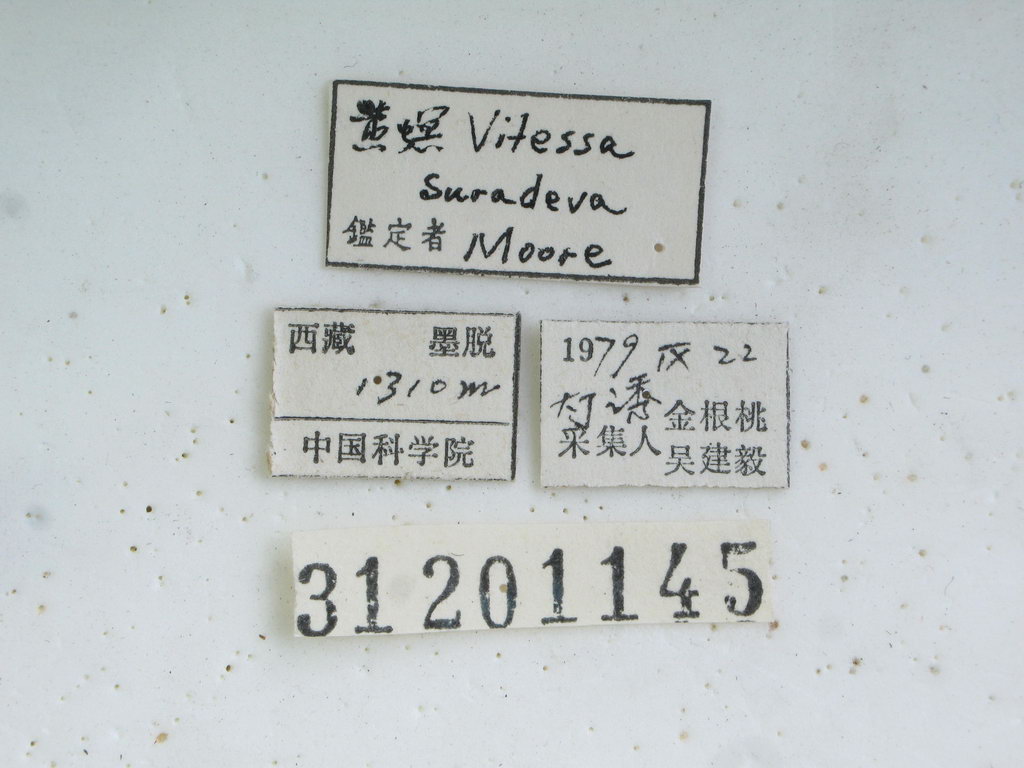 黄螟 Vitessa
Suradeva
鑑定者 Moore
西藏 墨脱
1310m
中国科学院
1979 IX 22
灯诱
采集人 金根桃
吴建毅
31201145